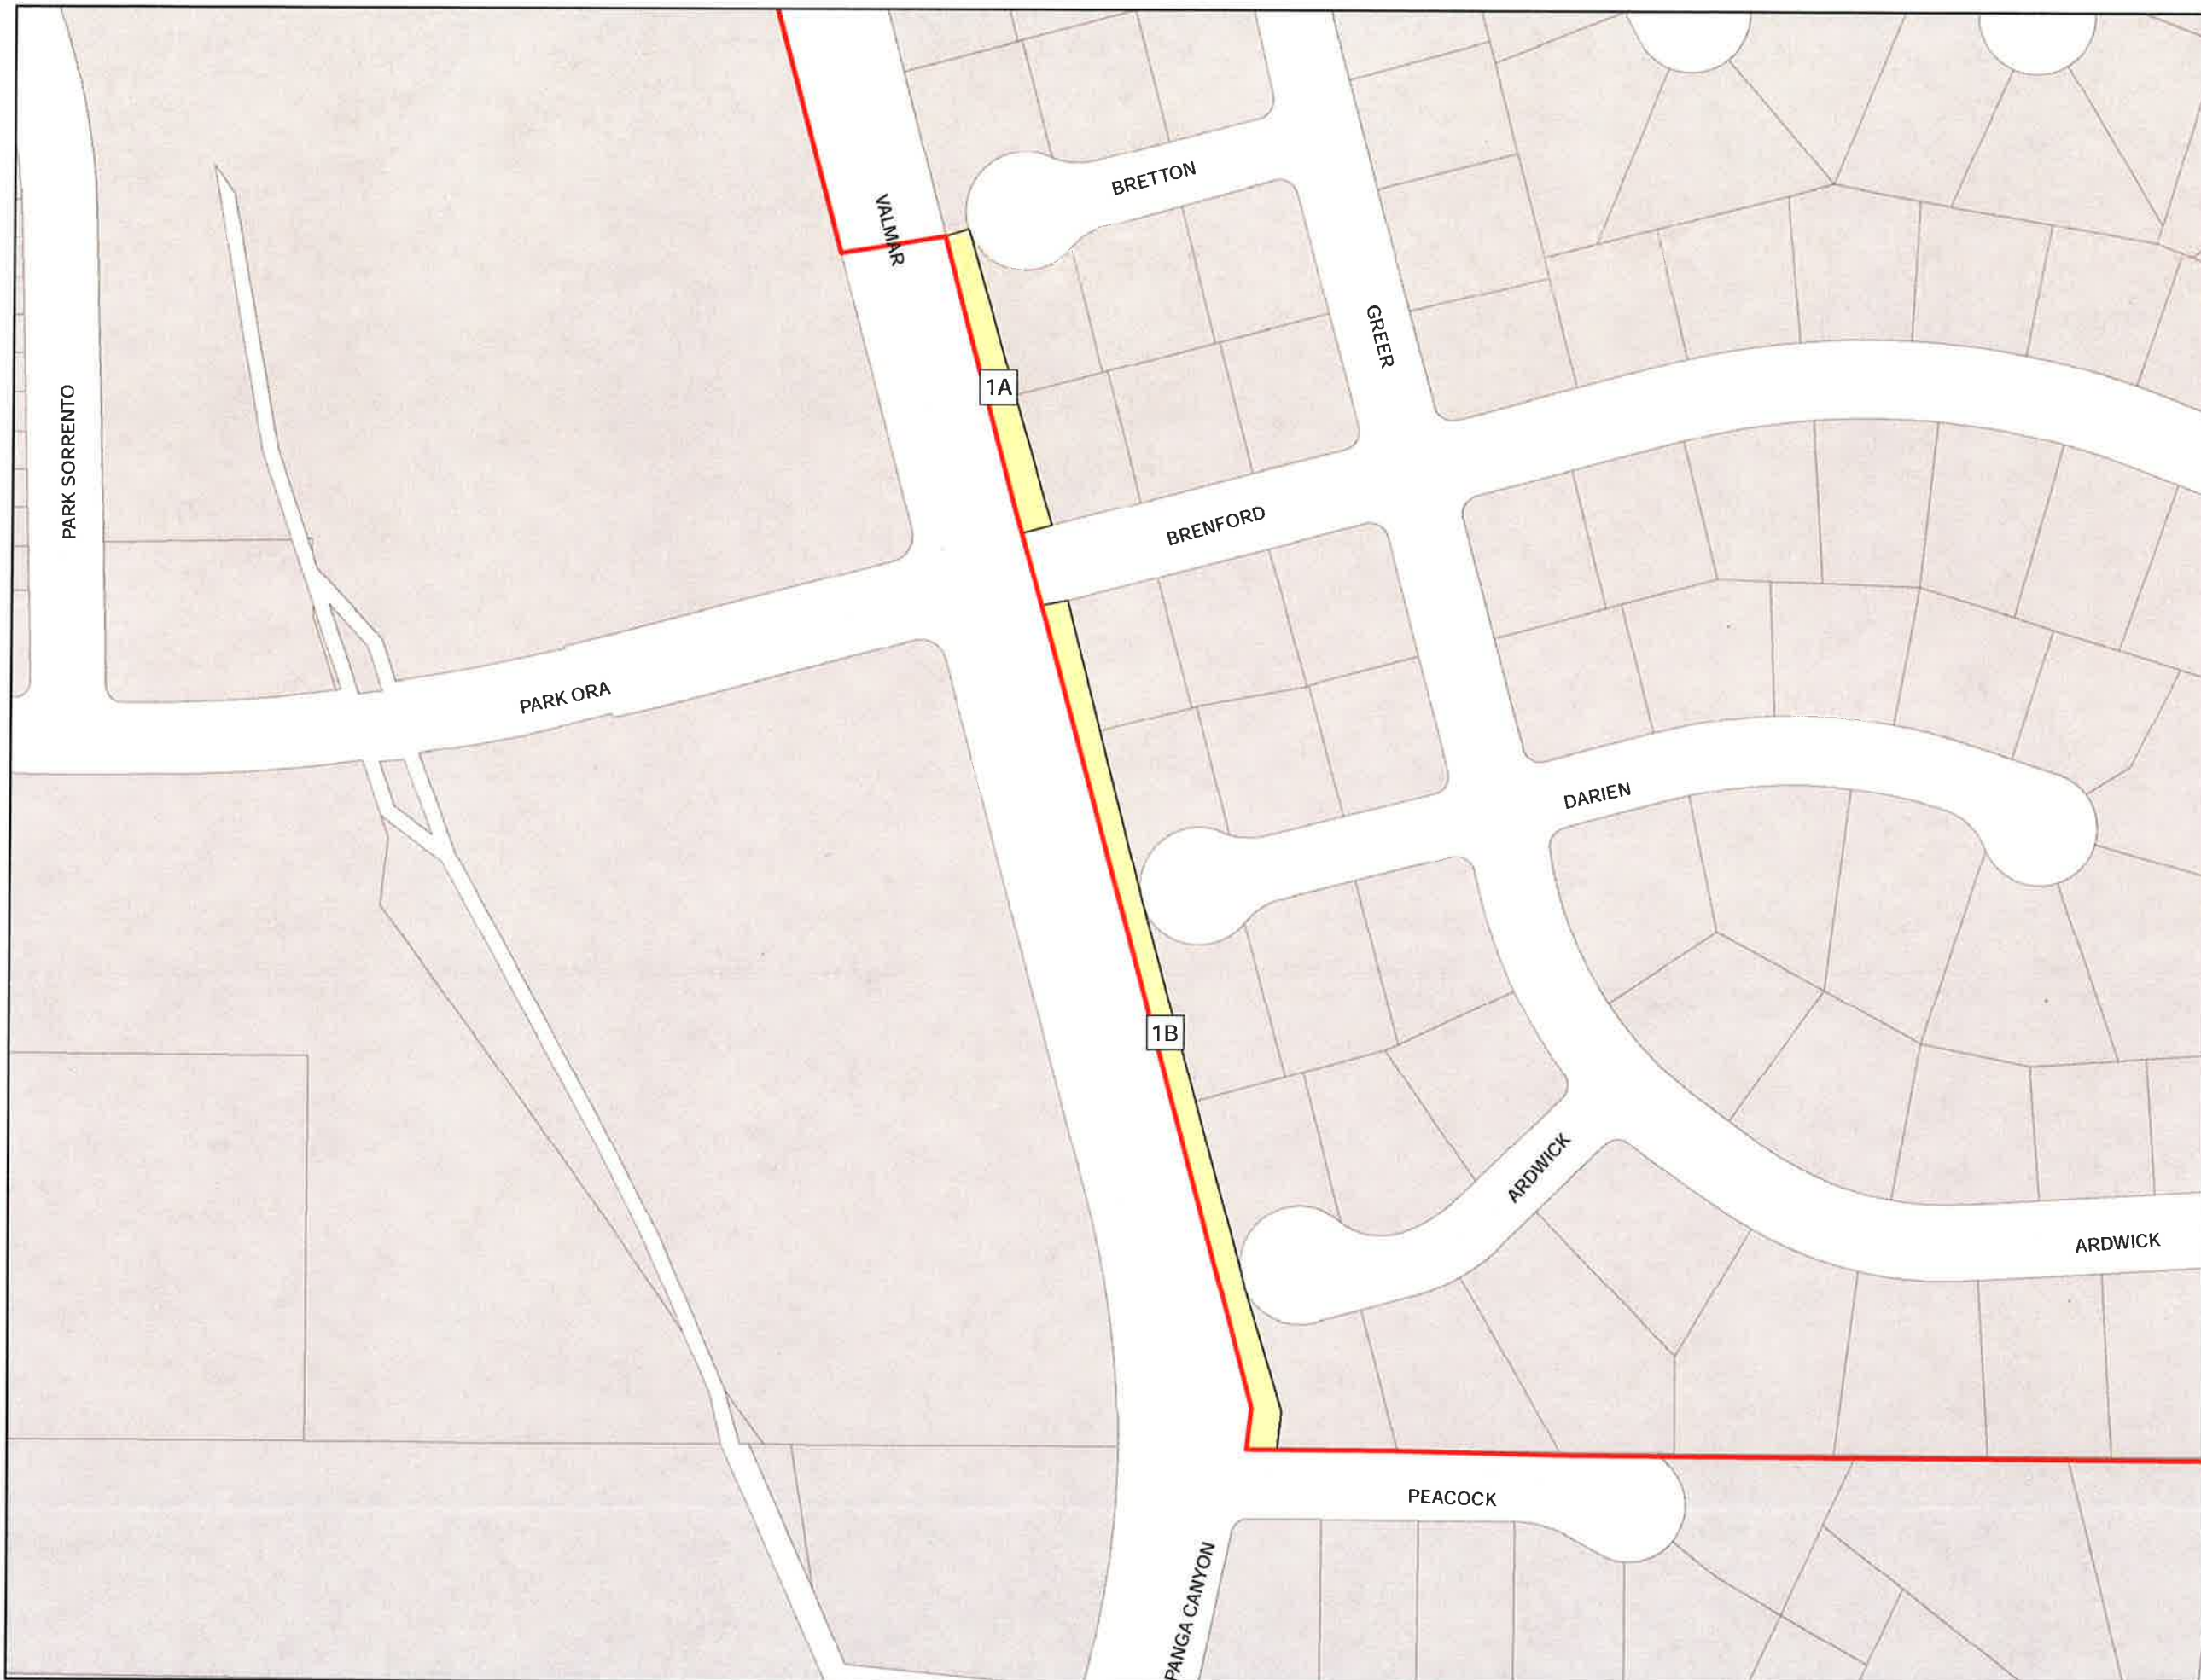 BRETTON
VALMAR
GREER
1A
PARK SORRENTO
BRENFORD
PARK ORA
DARIEN
1B
ARDWICK
ARDWICK
PEACOCK
PANGA CANYON